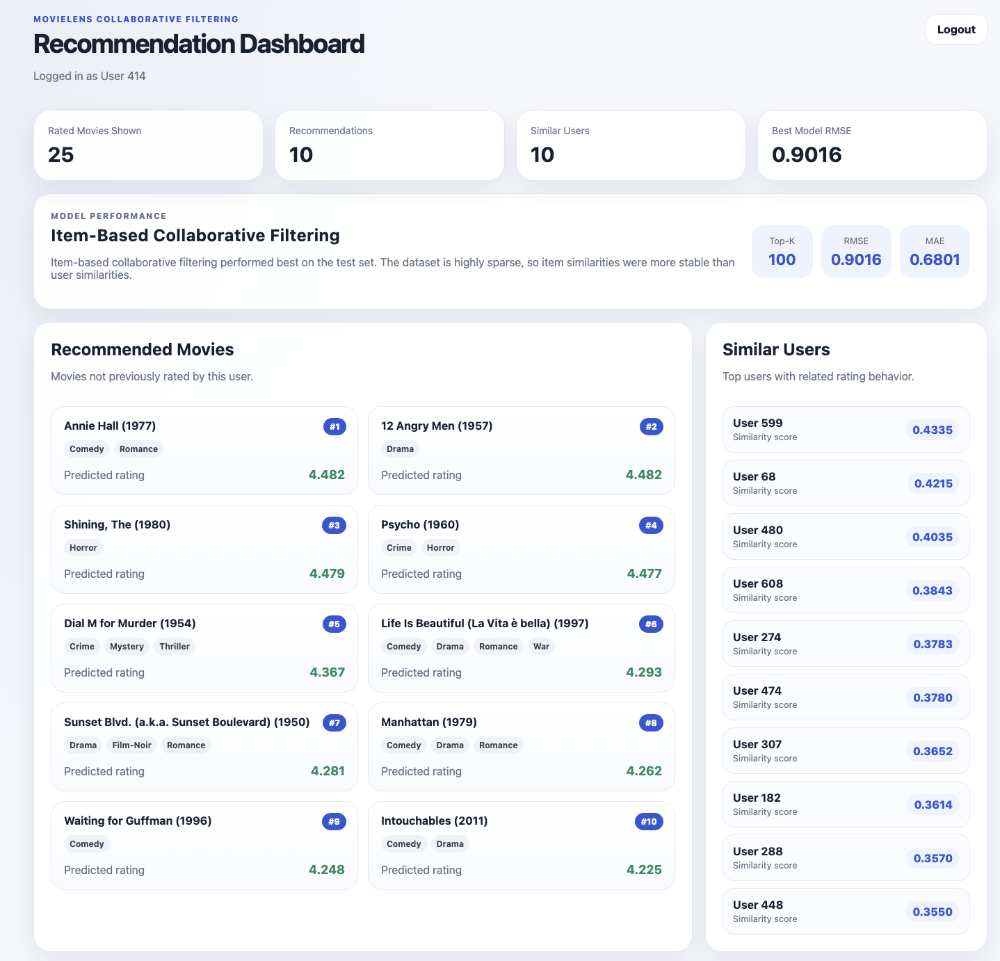 MOVIELENS COLLABORATIVE FILTERING
Recommendation Dashboard
Logged in as User 414
Logout
Rated Movies Shown
25
Recommendations
10
Similar Users
10
Best Model RMSE
0.9016
MODEL PERFORMANCE
Item-Based Collaborative Filtering
Item-based collaborative filtering performed best on the test set. The dataset is highly sparse, so item similarities were more stable than
user similarities.
Top-K
100
RMSE
0.9016
MAE
0.6801
Recommended Movies
Movies not previously rated by this user.
Annie Hall (1977)
#1
Comedy Romance
Predicted rating
4.482
12 Angry Men (1957)
#2
Drama
Predicted rating
4.482
Shining, The (1980)
#3
Horror
Predicted rating
4.479
Psycho (1960)
#4
Crime Horror
Predicted rating
4.477
Dial M for Murder (1954)
#5
Crime Mystery Thriller
Predicted rating
4.367
Life Is Beautiful (La Vita è bella) (1997)
#6
Comedy Drama Romance War
Predicted rating
4.293
Sunset Blvd. (a.k.a. Sunset Boulevard) (1950)
#7
Drama Film-Noir Romance
Predicted rating
4.281
Manhattan (1979)
#8
Comedy Drama Romance
Predicted rating
4.262
Waiting for Guffman (1996)
#9
Comedy
Predicted rating
4.248
Intouchables (2011)
#10
Comedy Drama
Predicted rating
4.225
Similar Users
Top users with related rating behavior.
User 599
Similarity score
0.4335
User 68
Similarity score
0.4215
User 480
Similarity score
0.4035
User 608
Similarity score
0.3843
User 274
Similarity score
0.3783
User 474
Similarity score
0.3780
User 307
Similarity score
0.3652
User 182
Similarity score
0.3614
User 288
Similarity score
0.3570
User 448
Similarity score
0.3550